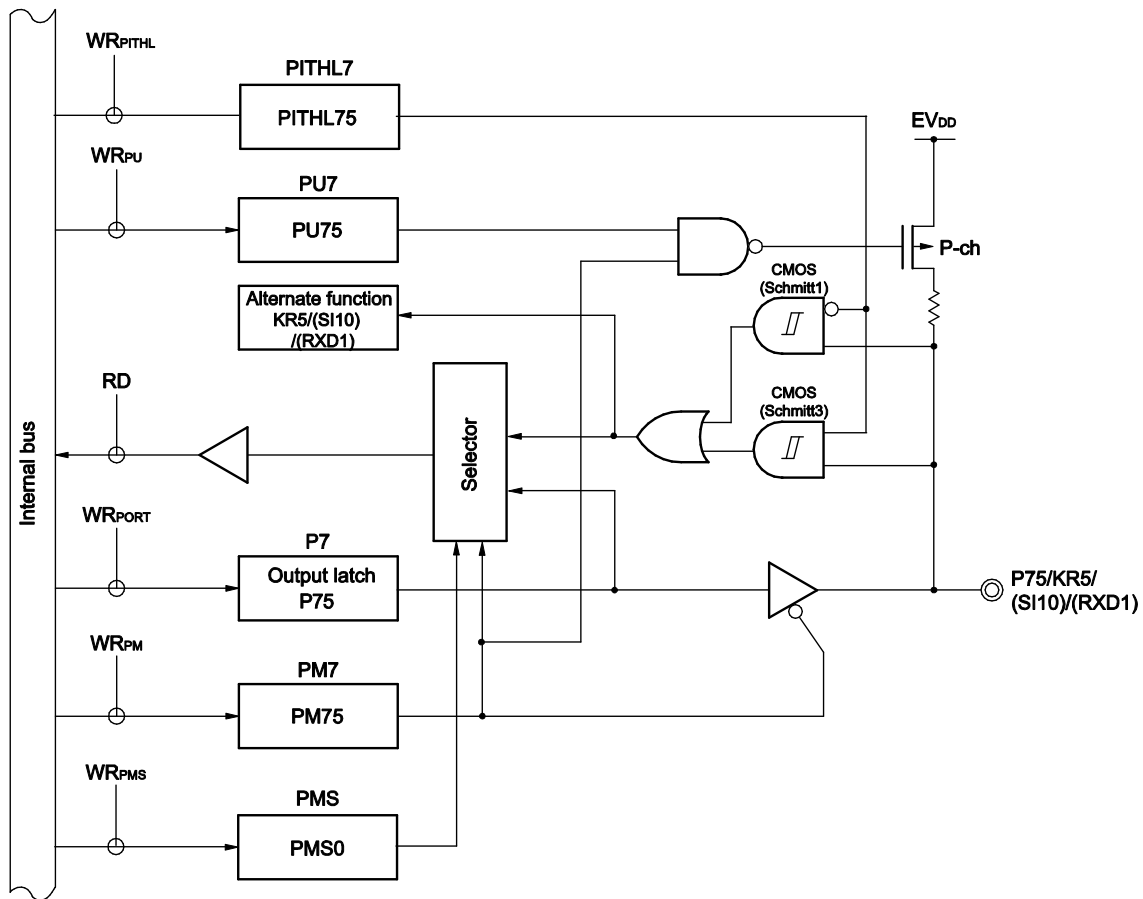 WRPITHL
PITHL7
PITHL75
EVDD
WRPU
PU7
PU75
P-ch
CMOS
(Schmitt1)
Alternate function
KR5/(SI10)
/(RXD1)
RD
Selector
CMOS
(Schmitt3)
Internal bus
WRPORT
P7
Output latch
P75
P75/KR5/
(SI10)/(RXD1)
WRPM
PM7
PM75
WRPMS
PMS
PMS0